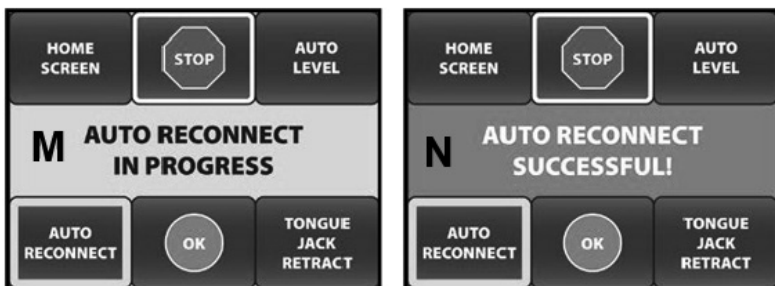 HOME
SCREEN
STOP
AUTO
LEVEL
M
AUTO RECONNECT
IN PROGRESS
AUTO
RECONNECT
OK
TONGUE
JACK
RETRACT
HOME
SCREEN
STOP
AUTO
LEVEL
N
AUTO RECONNECT
SUCCESSFUL!
AUTO
RECONNECT
OK
TONGUE
JACK
RETRACT